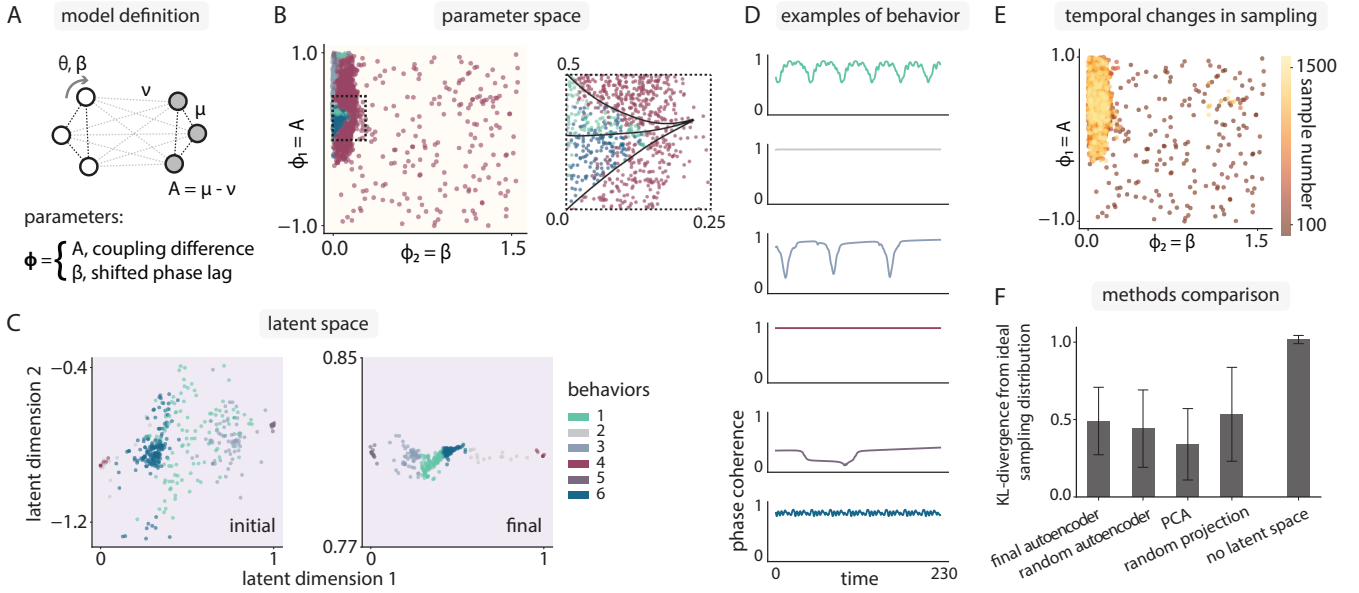 A
model definition
θ, β
ν
μ
A = μ - ν
parameters:
ϕ = { A, coupling difference
β, shifted phase lag
B
parameter space
1.0
ϕ₁ = A
−1.0
0.0
ϕ₂ = β
1.5
0.5
0.0
0.25
C
latent space
−0.4
latent dimension 2
−1.2
initial
0
1
0.85
0.77
final
0
1
latent dimension 1
behaviors
1
2
3
4
5
6
D
examples of behavior
1
0
1
0
1
0
1
0
1
0
1
0
phase coherence
0
time
230
E
temporal changes in sampling
1.0
ϕ₁ = A
−1.0
0.0
ϕ₂ = β
1.5
1500
sample number
100
F
methods comparison
KL-divergence from ideal
sampling distribution
1.0
0.5
0.0
final autoencoder
random autoencoder
PCA
random projection
no latent space